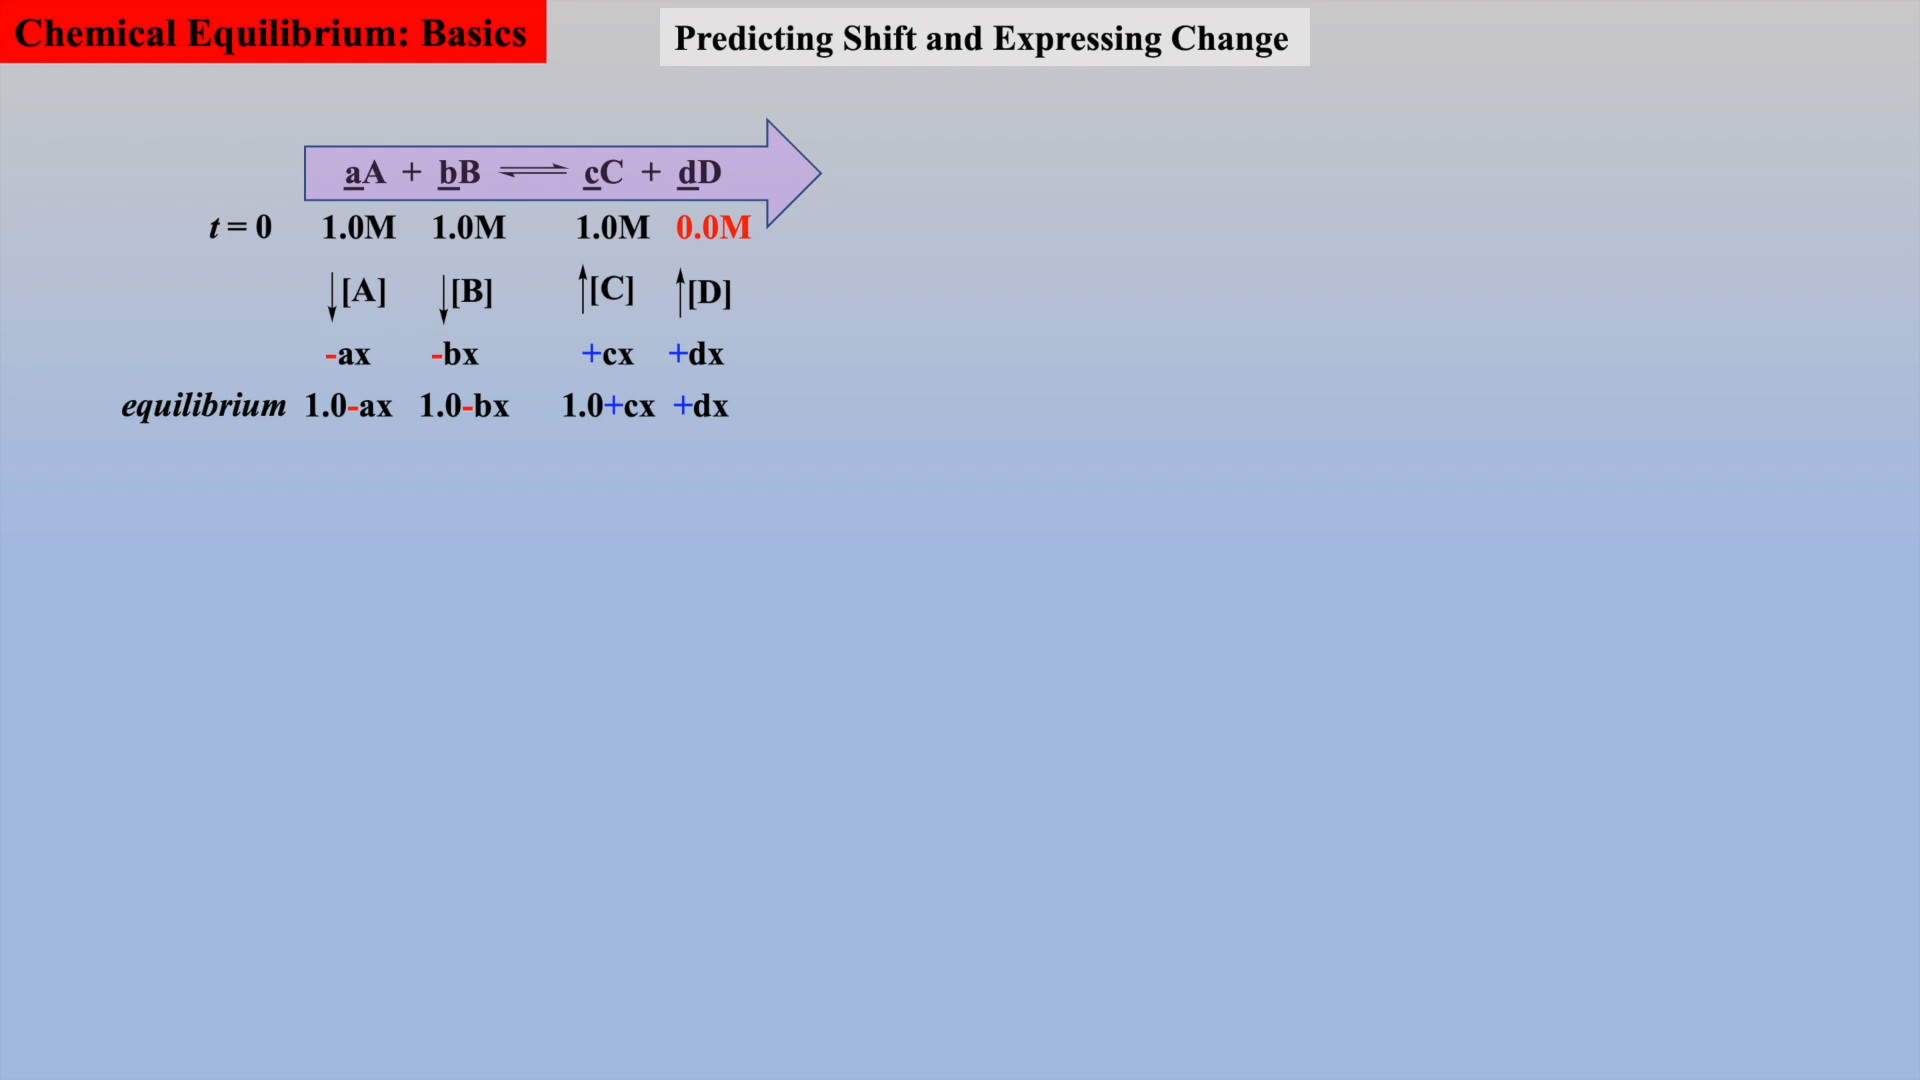 Chemical Equilibrium: Basics
Predicting Shift and Expressing Change
aA + bB ⇌ cC + dD
t = 0 1.0M 1.0M 1.0M 0.0M
↓[A] ↓[B] ↑[C] ↑[D]
-ax -bx +cx +dx
equilibrium 1.0-ax 1.0-bx 1.0+cx +dx